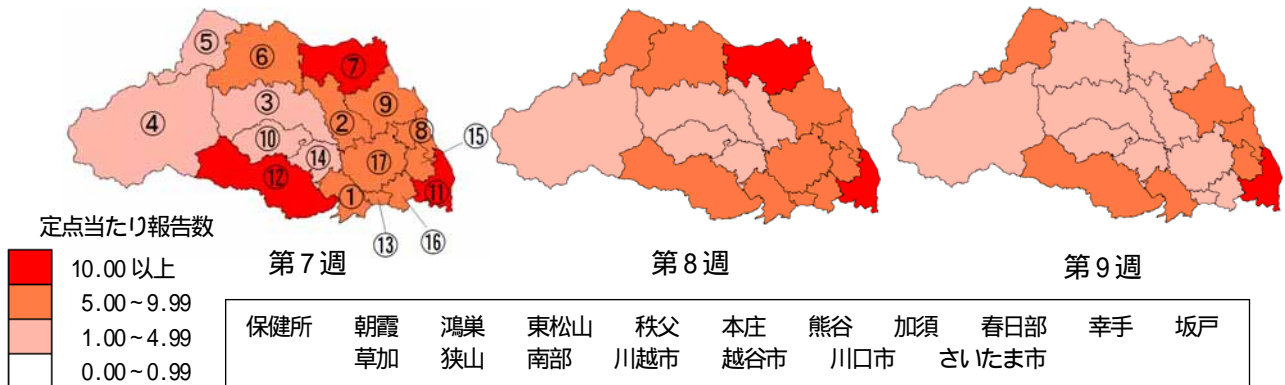 ⑤
⑥
⑦
③
④
②
⑨
⑩
⑧
⑮
⑭
⑰
⑫
①
⑪
⑬
⑯
定点当たり報告数
10.00 以上
5.00~9.99
1.00~4.99
0.00~0.99
第7週
第8週
第9週
保健所 朝霞 鴻巣 東松山 秩父 本庄 熊谷 加須 春日部 幸手 坂戸
草加 狭山 南部 川越市 越谷市 川口市 さいたま市